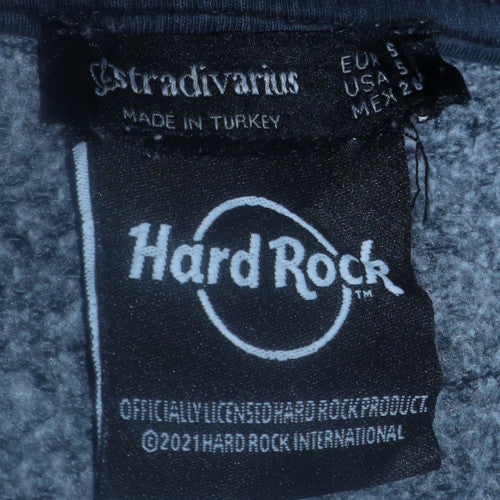 stradivarius
MADE IN TURKEY
EUR S
USA S
MEX 26
Hard Rock
TM
OFFICIALLY LICENSED HARD ROCK PRODUCT.
©2021 HARD ROCK INTERNATIONAL